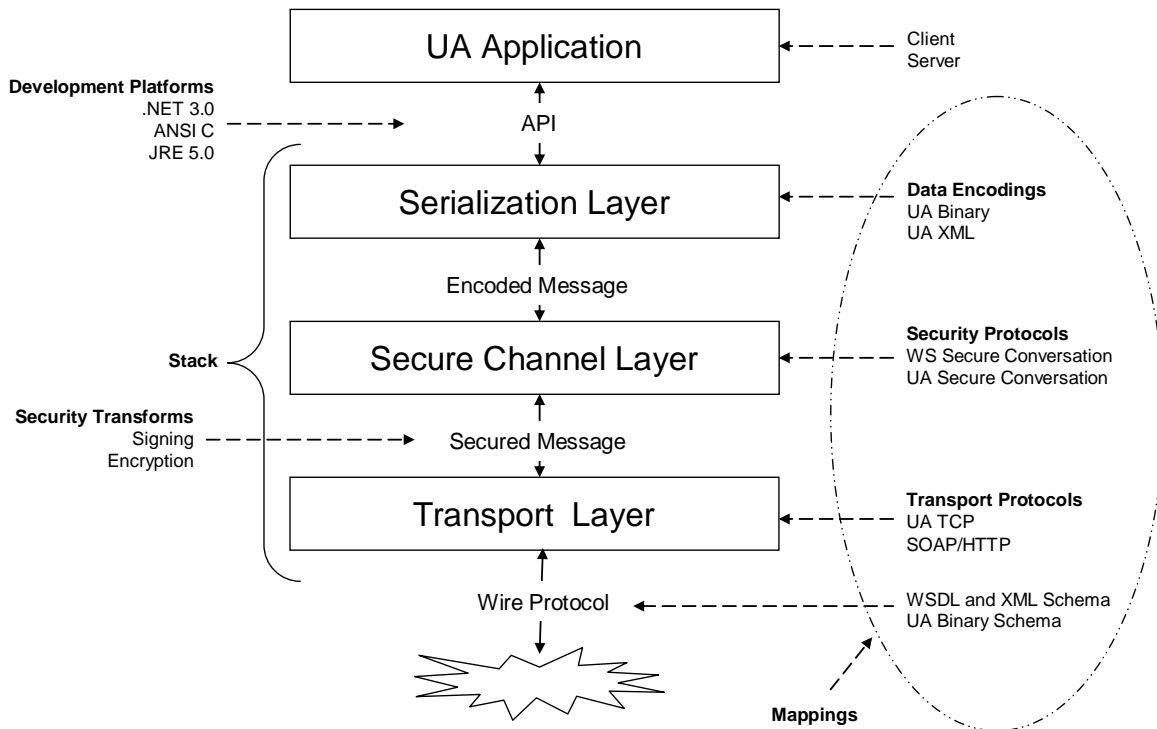 UA Application
Client
Server
Development Platforms
.NET 3.0
ANSI C
JRE 5.0
API
Serialization Layer
Data Encodings
UA Binary
UA XML
Encoded Message
Stack
Secure Channel Layer
Security Protocols
WS Secure Conversation
UA Secure Conversation
Security Transforms
Signing
Encryption
Secured Message
Transport Layer
Transport Protocols
UA TCP
SOAP/HTTP
Wire Protocol
WSDL and XML Schema
UA Binary Schema
Mappings